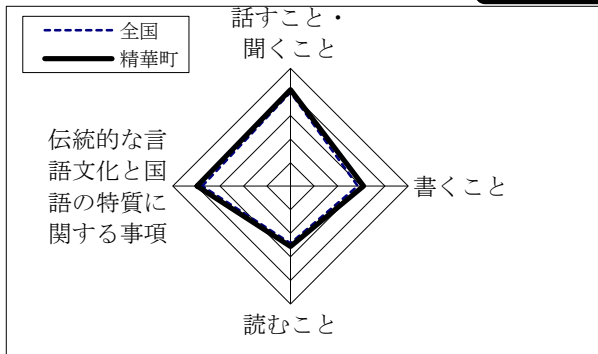 全国
精華町
話すこと・
聞くこと
伝統的な言
語文化と国
語の特質に
関する事項
書くこと
読むこと